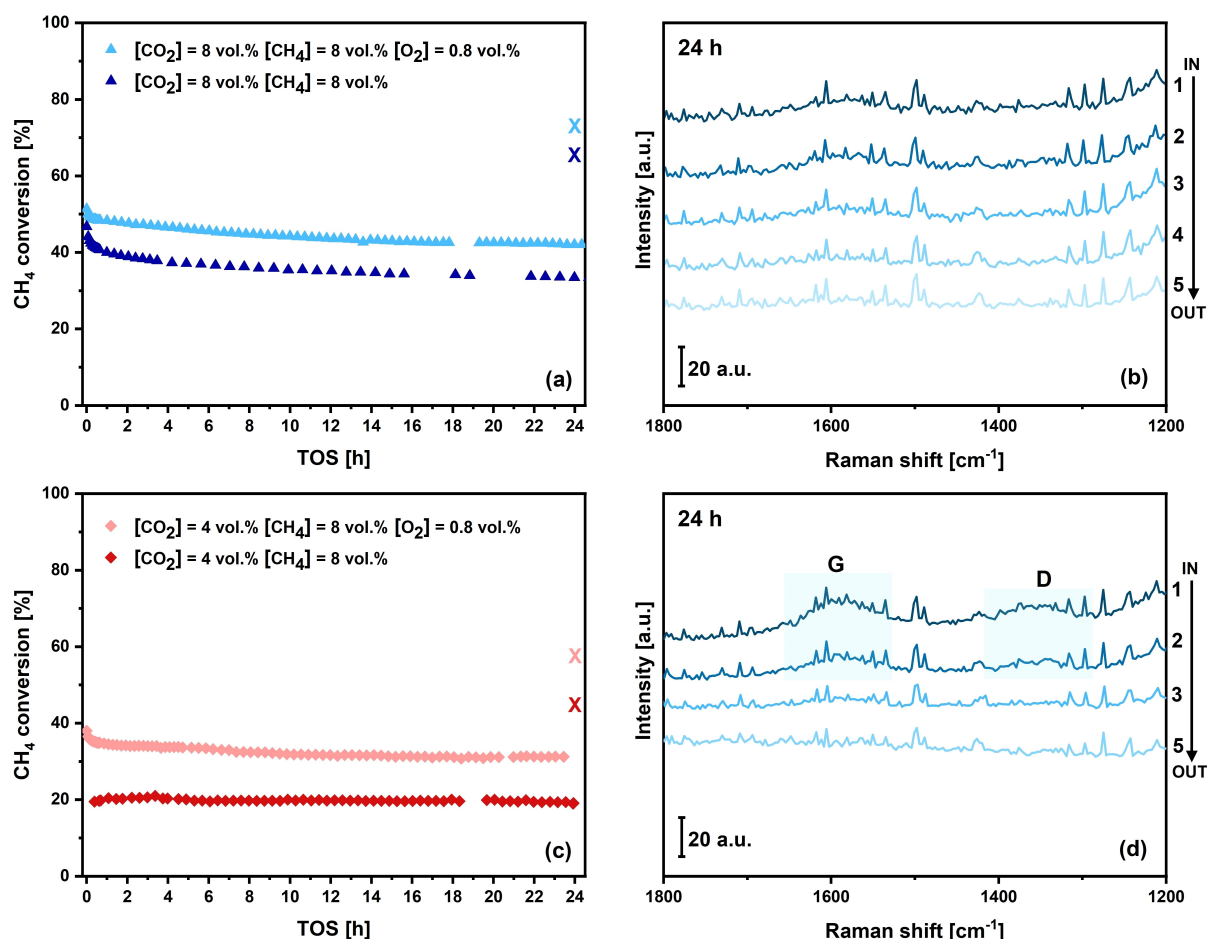 100
80
60
40
20
0
CH₄ conversion [%]
[CO₂] = 8 vol.% [CH₄] = 8 vol.% [O₂] = 0.8 vol.%
[CO₂] = 8 vol.% [CH₄] = 8 vol.%
X
X
(a)
0 2 4 6 8 10 12 14 16 18 20 22 24
TOS [h]
24 h
IN
1
2
3
4
5
OUT
Intensity [a.u.]
20 a.u.
(b)
1800 1600 1400 1200
Raman shift [cm⁻¹]
100
80
60
40
20
0
CH₄ conversion [%]
[CO₂] = 4 vol.% [CH₄] = 8 vol.% [O₂] = 0.8 vol.%
[CO₂] = 4 vol.% [CH₄] = 8 vol.%
X
X
(c)
0 2 4 6 8 10 12 14 16 18 20 22 24
TOS [h]
24 h
G
D
IN
1
2
3
5
OUT
Intensity [a.u.]
20 a.u.
(d)
1800 1600 1400 1200
Raman shift [cm⁻¹]